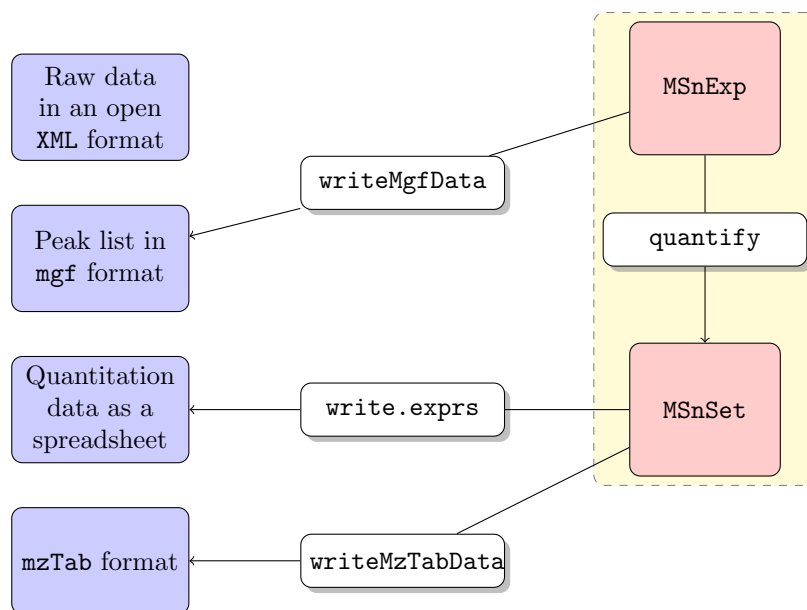 Raw data
in an open
XML format
MSnExp
writeMgfData
Peak list in
mgf format
quantify
Quantitation
data as a
spreadsheet
write.exprs
MSnSet
mzTab format
writeMzTabData